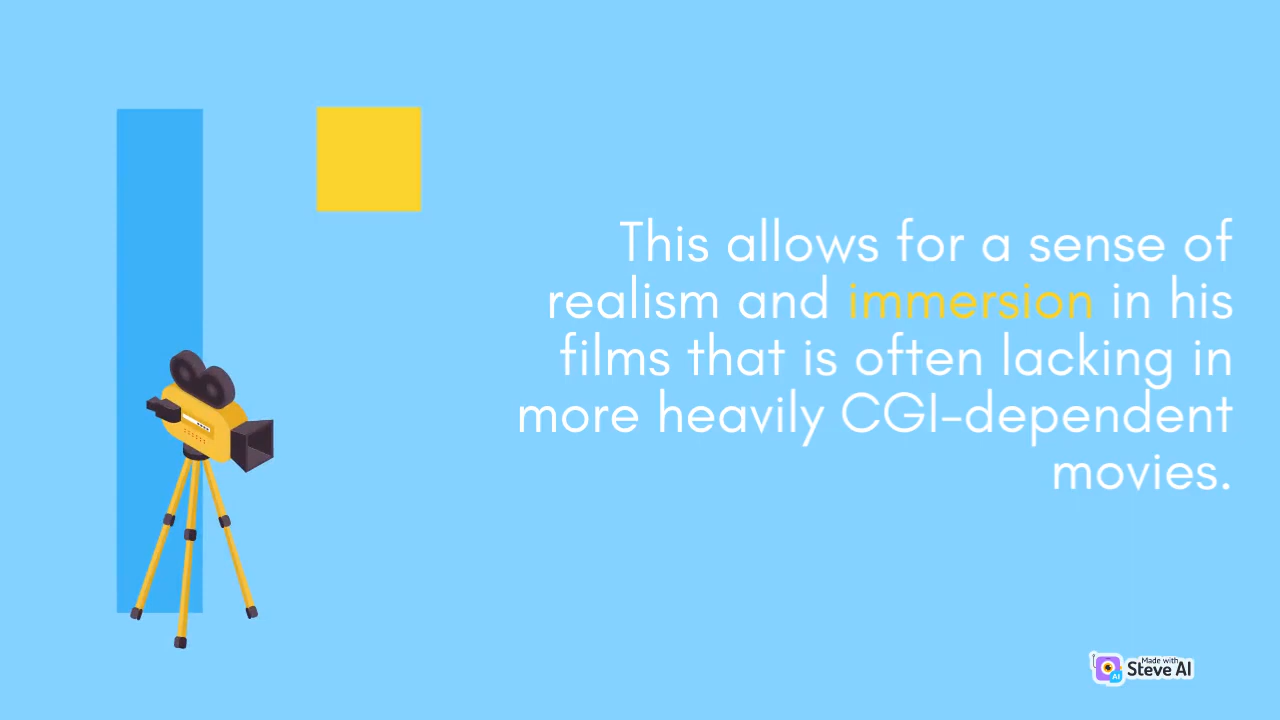 This allows for a sense of
realism and immersion in his
films that is often lacking in
more heavily CGI-dependent
movies.
Made with
Steve AI
AI